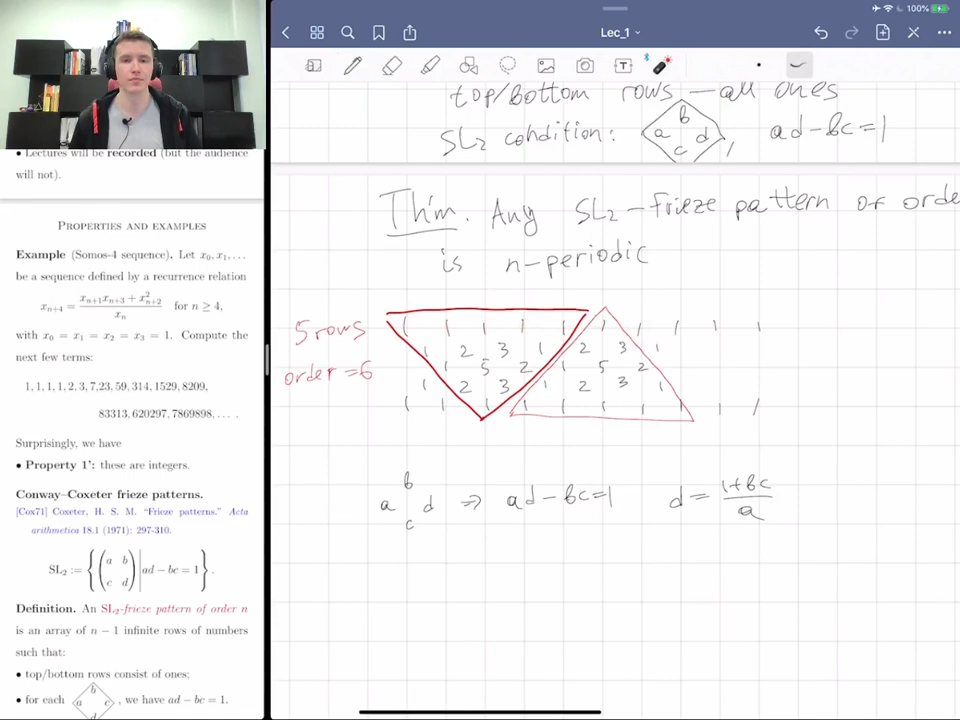 100%
Lec_1
• Lectures will be recorded (but the audience
will not).
PROPERTIES AND EXAMPLES
Example (Somos-4 sequence). Let x₀, x₁, . . .
be a sequence defined by a recurrence relation
xₙ₊₄ = (xₙ₊₁xₙ₊₃ + x²ₙ₊₂)/xₙ for n ≥ 4,
with x₀ = x₁ = x₂ = x₃ = 1. Compute the
next few terms:
1, 1, 1, 1, 2, 3, 7, 23, 59, 314, 1529, 8209,
83313, 620297, 7869898, . . . .
Surprisingly, we have
• Property 1': these are integers.
Conway–Coxeter frieze patterns.
[Cox71] Coxeter, H. S. M. “Frieze patterns.” Acta
arithmetica 18.1 (1971): 297-310.
SL₂ := { ( a b
c d ) | ad − bc = 1 } .
Definition. An SL₂-frieze pattern of order n
is an array of n − 1 infinite rows of numbers
such that:
• top/bottom rows consist of ones;
• for each a b c d , we have ad − bc = 1.
top/bottom rows — all ones
SL₂ condition: a b c d , ad − bc = 1
Thm. Any SL₂-frieze pattern of orde
is n-periodic
5 rows
order = 6
1 1 1 1 1 1 1 1 1 1
1 2 3 1 2 3 1
1 5 2 1 5 2
1 2 3 1 2 3 1
1 1 1 1 1 1 1 1 1 1
a b c d ⇒ ad − bc = 1 d = (1+bc)/a